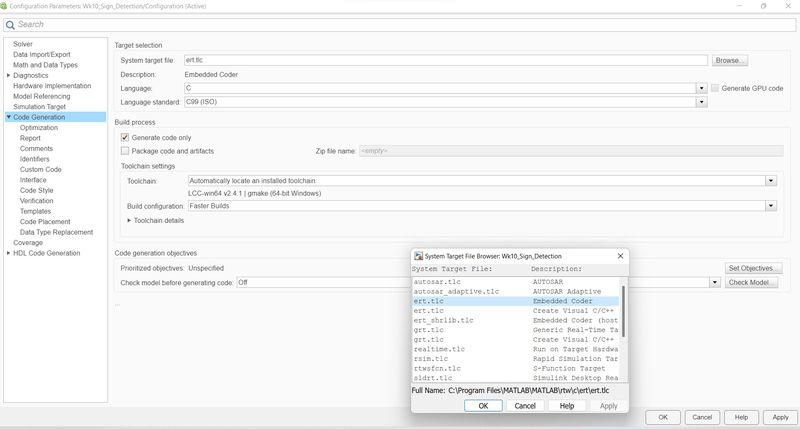 Configuration Parameters: Wk10_Sign_Detection/Configuration (Active)
Search
Solver
Data Import/Export
Math and Data Types
Diagnostics
Hardware Implementation
Model Referencing
Simulation Target
Code Generation
Optimization
Report
Comments
Identifiers
Custom Code
Interface
Code Style
Verification
Templates
Code Placement
Data Type Replacement
Coverage
HDL Code Generation
Target selection
System target file: ert.tlc Browse...
Description: Embedded Coder
Language: C Generate GPU code
Language standard: C99 (ISO)
Build process
Generate code only
Package code and artifacts Zip file name: <empty>
Toolchain settings
Toolchain: Automatically locate an installed toolchain
LCC-win64 v2.4.1 | gmake (64-bit Windows)
Build configuration: Faster Builds
Toolchain details
Code generation objectives
Prioritized objectives: Unspecified Set Objectives...
Check model before generating code: Off Check Model...
...
System Target File Browser: Wk10_Sign_Detection
System Target File: Description:
autosar.tlc AUTOSAR
autosar_adaptive.tlc AUTOSAR Adaptive
ert.tlc Embedded Coder
ert.tlc Create Visual C/C++
ert_shrlib.tlc Embedded Coder (host
grt.tlc Generic Real-Time Ta
grt.tlc Create Visual C/C++
realtime.tlc Run on Target Hardwa
rsim.tlc Rapid Simulation Tar
rtwsfcn.tlc S-Function Target
sldrt.tlc Simulink Desktop Rea
Full Name: C:\Program Files\MATLAB\MATLAB\rtw\c\ert\ert.tlc
OK Cancel Help Apply
OK Cancel Help Apply